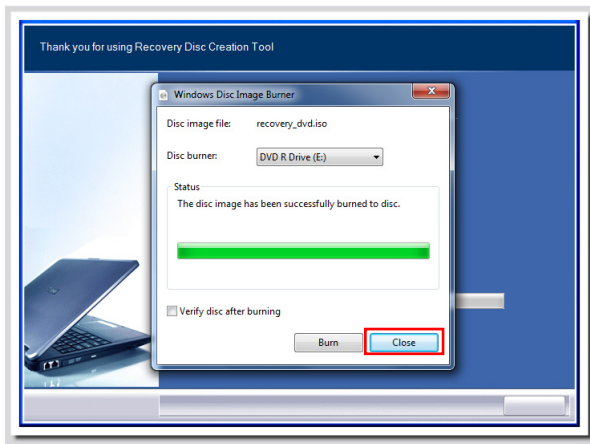 Thank you for using Recovery Disc Creation Tool
Windows Disc Image Burner
Disc image file: recovery_dvd.iso
Disc burner: DVD R Drive (E:)
Status
The disc image has been successfully burned to disc.
Verify disc after burning
Burn Close